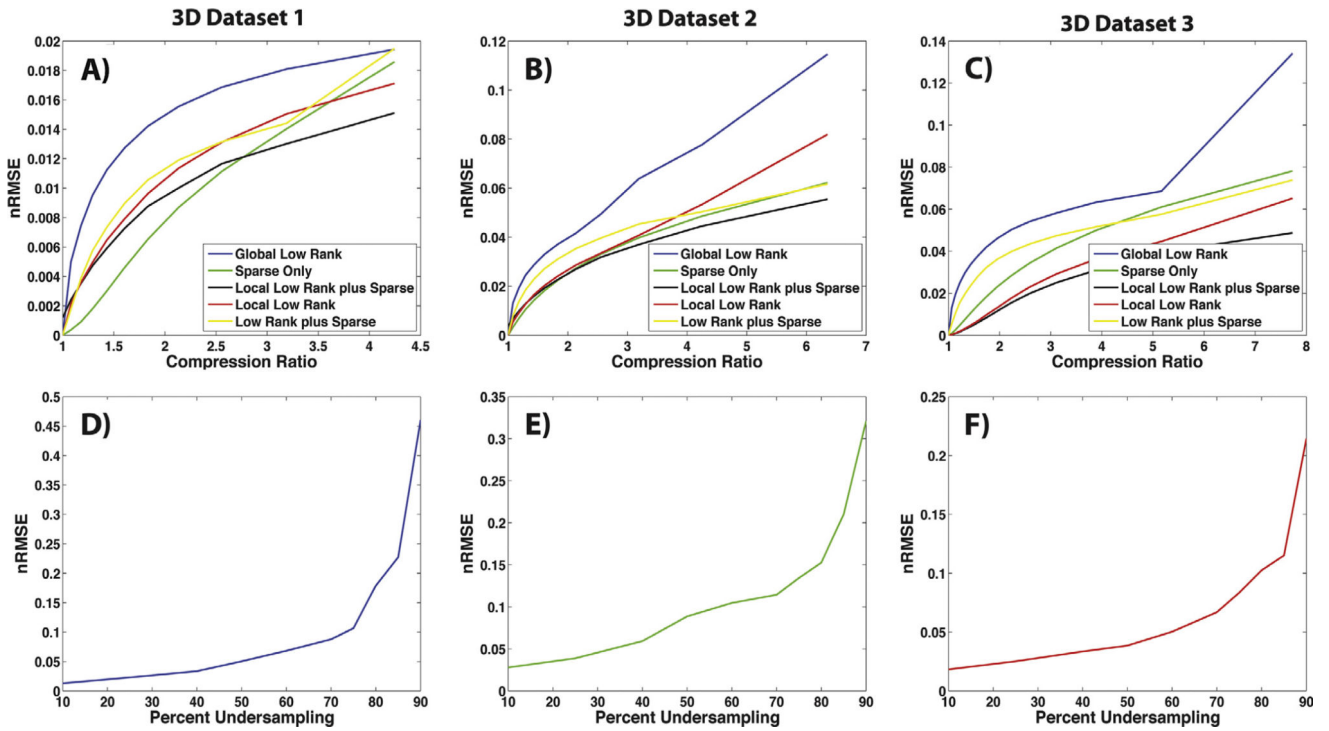 3D Dataset 1
3D Dataset 2
3D Dataset 3
A)
nRMSE
0.02
0.018
0.016
0.014
0.012
0.01
0.008
0.006
0.004
0.002
0
Global Low Rank
Sparse Only
Local Low Rank plus Sparse
Local Low Rank
Low Rank plus Sparse
1 1.5 2 2.5 3 3.5 4 4.5
Compression Ratio
B)
nRMSE
0.12
0.1
0.08
0.06
0.04
0.02
0
Global Low Rank
Sparse Only
Local Low Rank plus Sparse
Local Low Rank
Low Rank plus Sparse
1 2 3 4 5 6 7
Compression Ratio
C)
nRMSE
0.14
0.12
0.1
0.08
0.06
0.04
0.02
0
Global Low Rank
Sparse Only
Local Low Rank plus Sparse
Local Low Rank
Low Rank plus Sparse
1 2 3 4 5 6 7 8
Compression Ratio
D)
nRMSE
0.5
0.45
0.4
0.35
0.3
0.25
0.2
0.15
0.1
0.05
0
10 20 30 40 50 60 70 80 90
Percent Undersampling
E)
nRMSE
0.35
0.3
0.25
0.2
0.15
0.1
0.05
0
10 20 30 40 50 60 70 80 90
Percent Undersampling
F)
nRMSE
0.25
0.2
0.15
0.1
0.05
0
10 20 30 40 50 60 70 80 90
Percent Undersampling